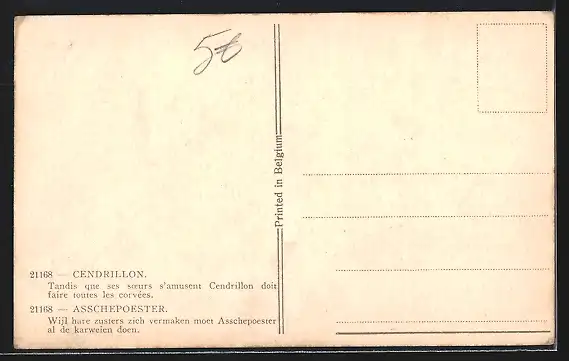 5€
Printed in Belgium
21168 — CENDRILLON.
Tandis que ses sœurs s'amusent Cendrillon doit
faire toutes les corvées.
21168 — ASSCHEPOESTER.
Wijl hare zusters zich vermaken moet Asschepoester
al de karweien doen.